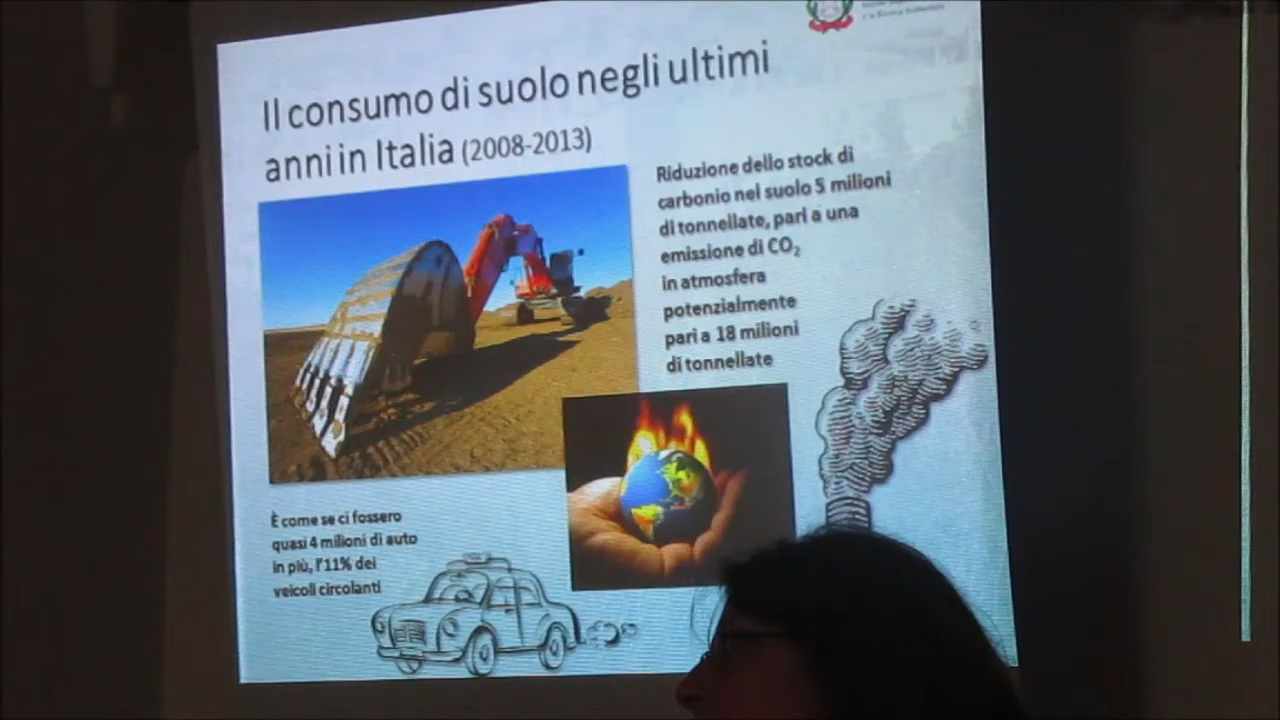 Il consumo di suolo negli ultimi
anni in Italia (2008-2013)
Riduzione dello stock di
carbonio nel suolo 5 milioni
di tonnellate, pari a una
emissione di CO₂
in atmosfera
potenzialmente
pari a 18 milioni
di tonnellate
È come se ci fossero
quasi 4 milioni di auto
in più, l'11% dei
veicoli circolanti